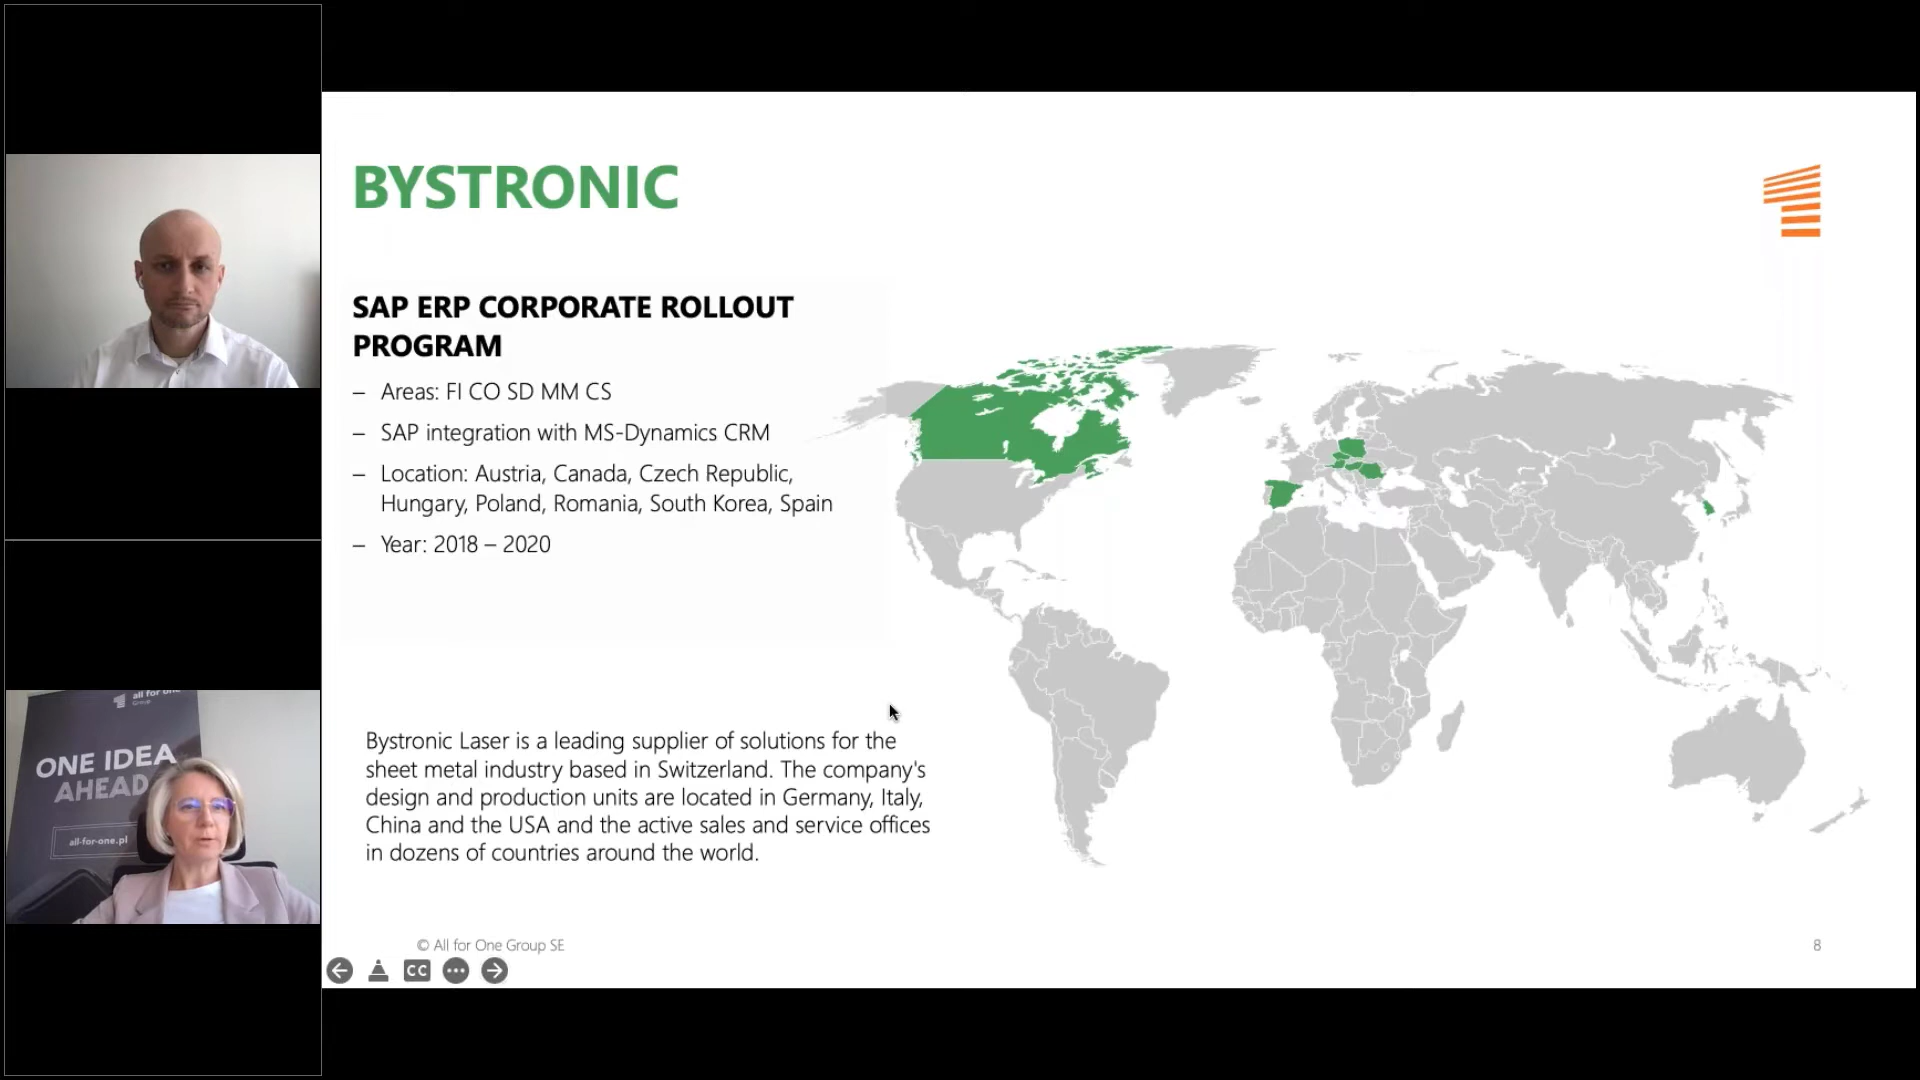 BYSTRONIC
SAP ERP CORPORATE ROLLOUT
PROGRAM
– Areas: FI CO SD MM CS
– SAP integration with MS-Dynamics CRM
– Location: Austria, Canada, Czech Republic,
Hungary, Poland, Romania, South Korea, Spain
– Year: 2018 – 2020
Bystronic Laser is a leading supplier of solutions for the
sheet metal industry based in Switzerland. The company's
design and production units are located in Germany, Italy,
China and the USA and the active sales and service offices
in dozens of countries around the world.
© All for One Group SE
8
CC
all for one
Group
ONE IDEA
AHEAD
all-for-one.pl